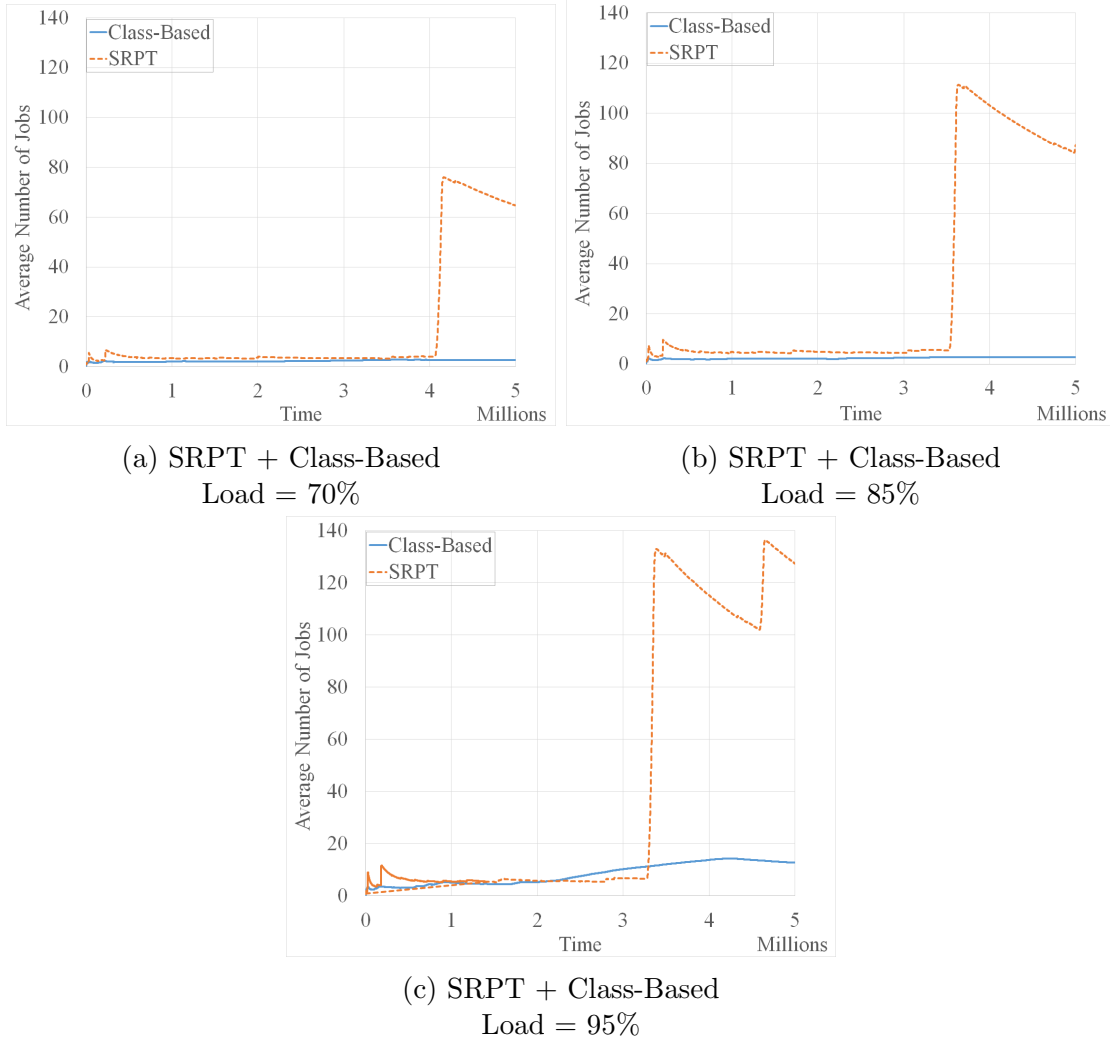 140
120
100
80
60
40
20
0
Average Number of Jobs
Class-Based
SRPT
0 1 2 3 4 5
Time Millions
(a) SRPT + Class-Based
Load = 70%
140
120
100
80
60
40
20
0
Average Number of Jobs
Class-Based
SRPT
0 1 2 3 4 5
Time Millions
(b) SRPT + Class-Based
Load = 85%
140
120
100
80
60
40
20
0
Average Number of Jobs
Class-Based
SRPT
0 1 2 3 4 5
Time Millions
(c) SRPT + Class-Based
Load = 95%